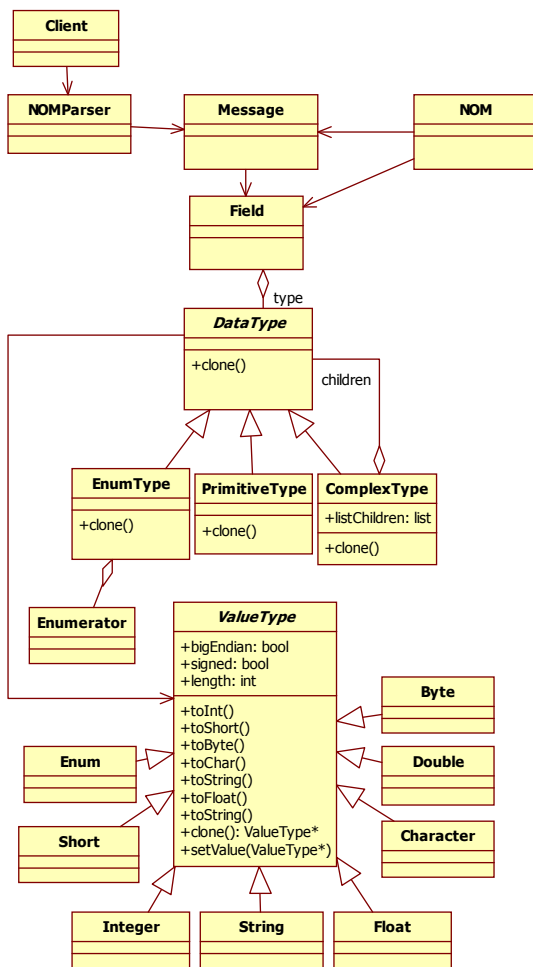 Client
NOMParser
Message
NOM
Field
type
DataType
+clone()
children
EnumType
+clone()
PrimitiveType
+clone()
ComplexType
+listChildren: list
+clone()
Enumerator
ValueType
+bigEndian: bool
+signed: bool
+length: int
+toInt()
+toShort()
+toByte()
+toChar()
+toString()
+toFloat()
+toString()
+clone(): ValueType*
+setValue(ValueType*)
Byte
Enum
Double
Short
Character
Integer
String
Float